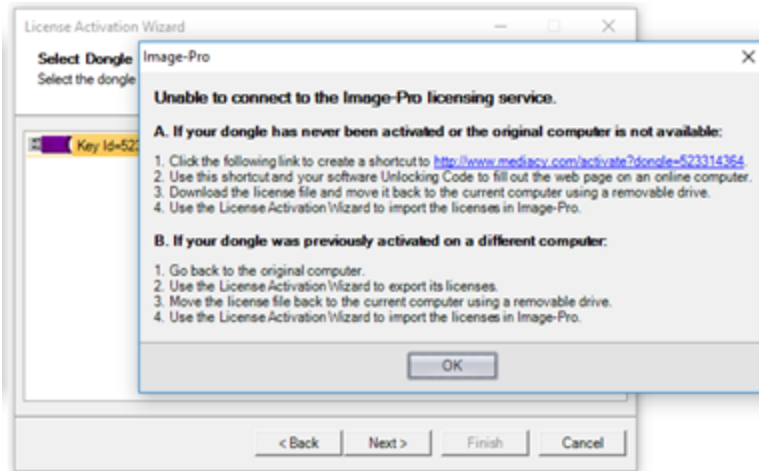 License Activation Wizard
Select Dongle
Select the dongle
Key Id=522
Image-Pro
Unable to connect to the Image-Pro licensing service.
A. If your dongle has never been activated or the original computer is not available:
1. Click the following link to create a shortcut to http://www.mediacy.com/activate?dongle=523314364.
2. Use this shortcut and your software Unlocking Code to fill out the web page on an online computer.
3. Download the license file and move it back to the current computer using a removable drive.
4. Use the License Activation Wizard to import the licenses in Image-Pro.
B. If your dongle was previously activated on a different computer:
1. Go back to the original computer.
2. Use the License Activation Wizard to export its licenses.
3. Move the license file back to the current computer using a removable drive.
4. Use the License Activation Wizard to import the licenses in Image-Pro.
OK
< Back Next > Finish Cancel